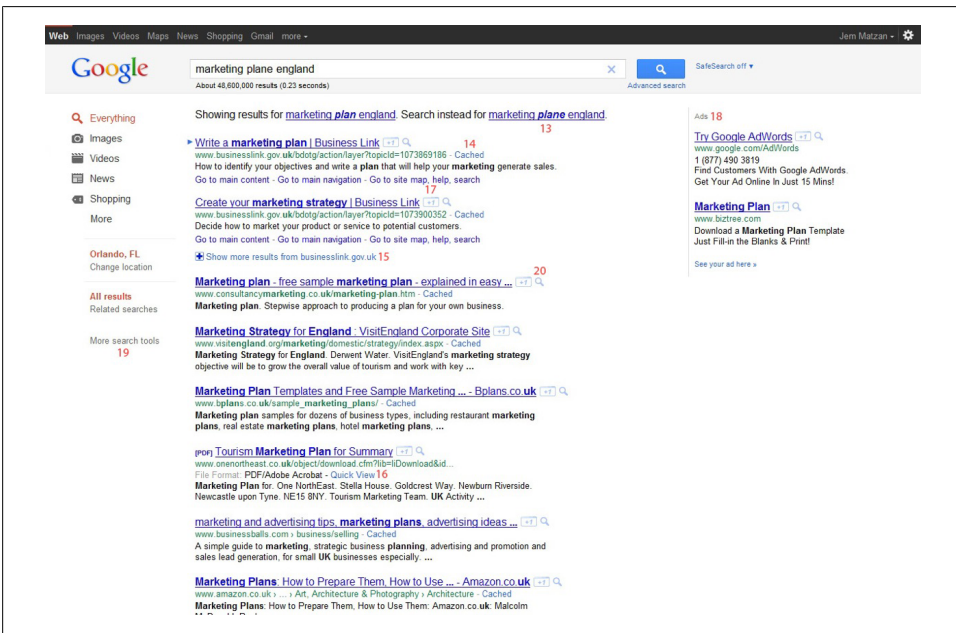 Web Images Videos Maps News Shopping Gmail more
Jem Matzan
Google
marketing plane england
SafeSearch off
About 48,600,000 results (0.23 seconds)
Advanced search
Everything
Images
Videos
News
Shopping
More
Orlando, FL
Change location
All results
Related searches
More search tools
19
Showing results for marketing plan england. Search instead for marketing plane england.
13
Write a marketing plan | Business Link +1 14
www.businesslink.gov.uk/bdotg/action/layer?topicId=1073869186 - Cached
How to identify your objectives and write a plan that will help your marketing generate sales.
Go to main content - Go to main navigation - Go to site map, help, search
17
Create your marketing strategy | Business Link +1
www.businesslink.gov.uk/bdotg/action/layer?topicId=1073900352 - Cached
Decide how to market your product or service to potential customers.
Go to main content - Go to main navigation - Go to site map, help, search
Show more results from businesslink.gov.uk 15
20
Marketing plan - free sample marketing plan - explained in easy ... +1
www.consultancymarketing.co.uk/marketing-plan.htm - Cached
Marketing plan. Stepwise approach to producing a plan for your own business.
Marketing Strategy for England : VisitEngland Corporate Site +1
www.visitengland.org/marketing/domestic/strategy/index.aspx - Cached
Marketing Strategy for England. Derwent Water. VisitEngland's marketing strategy
objective will be to grow the overall value of tourism and work with key ...
Marketing Plan Templates and Free Sample Marketing ... - Bplans.co.uk +1
www.bplans.co.uk/sample_marketing_plans/ - Cached
Marketing plan samples for dozens of business types, including restaurant marketing
plans, real estate marketing plans, hotel marketing plans, ...
[PDF] Tourism Marketing Plan for Summary +1
www.onenortheast.co.uk/object/download.cfm?lib=liDownload&id...
File Format: PDF/Adobe Acrobat - Quick View 16
Marketing Plan for. One NorthEast. Stella House. Goldcrest Way. Newburn Riverside.
Newcastle upon Tyne. NE15 8NY. Tourism Marketing Team. UK Activity ...
marketing and advertising tips, marketing plans, advertising ideas ... +1
www.businessballs.com › business/selling - Cached
A simple guide to marketing, strategic business planning, advertising and promotion and
sales lead generation, for small UK businesses especially. ...
Marketing Plans: How to Prepare Them, How to Use ... - Amazon.co.uk +1
www.amazon.co.uk › ... › Art, Architecture & Photography › Architecture - Cached
Marketing Plans: How to Prepare Them, How to Use Them: Amazon.co.uk: Malcolm
Ads 18
Try Google AdWords +1
www.google.com/AdWords
1 (877) 490 3819
Find Customers With Google AdWords.
Get Your Ad Online In Just 15 Mins!
Marketing Plan +1
www.biztree.com
Download a Marketing Plan Template
Just Fill-in the Blanks & Print!
See your ad here »